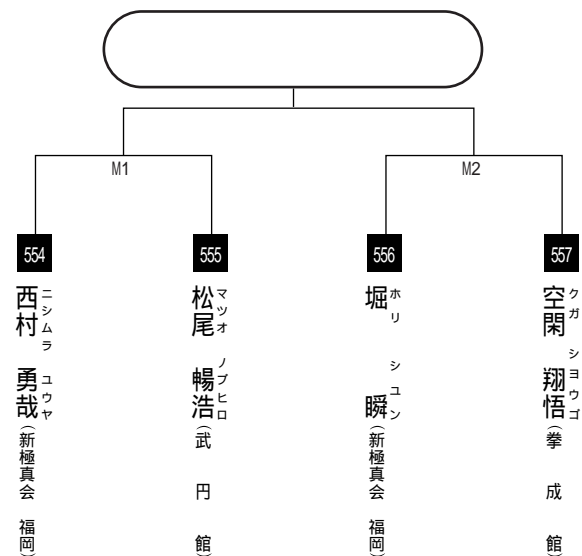 M1
M2
554
555
556
557
西村 勇哉(新極真会 福岡)
ニシムラ ユウヤ
松尾 暢浩(武円館)
マツオ ノブヒロ
堀 瞬(新極真会 福岡)
ホリ シュン
空閑 翔悟(拳成館)
クガ ショウゴ